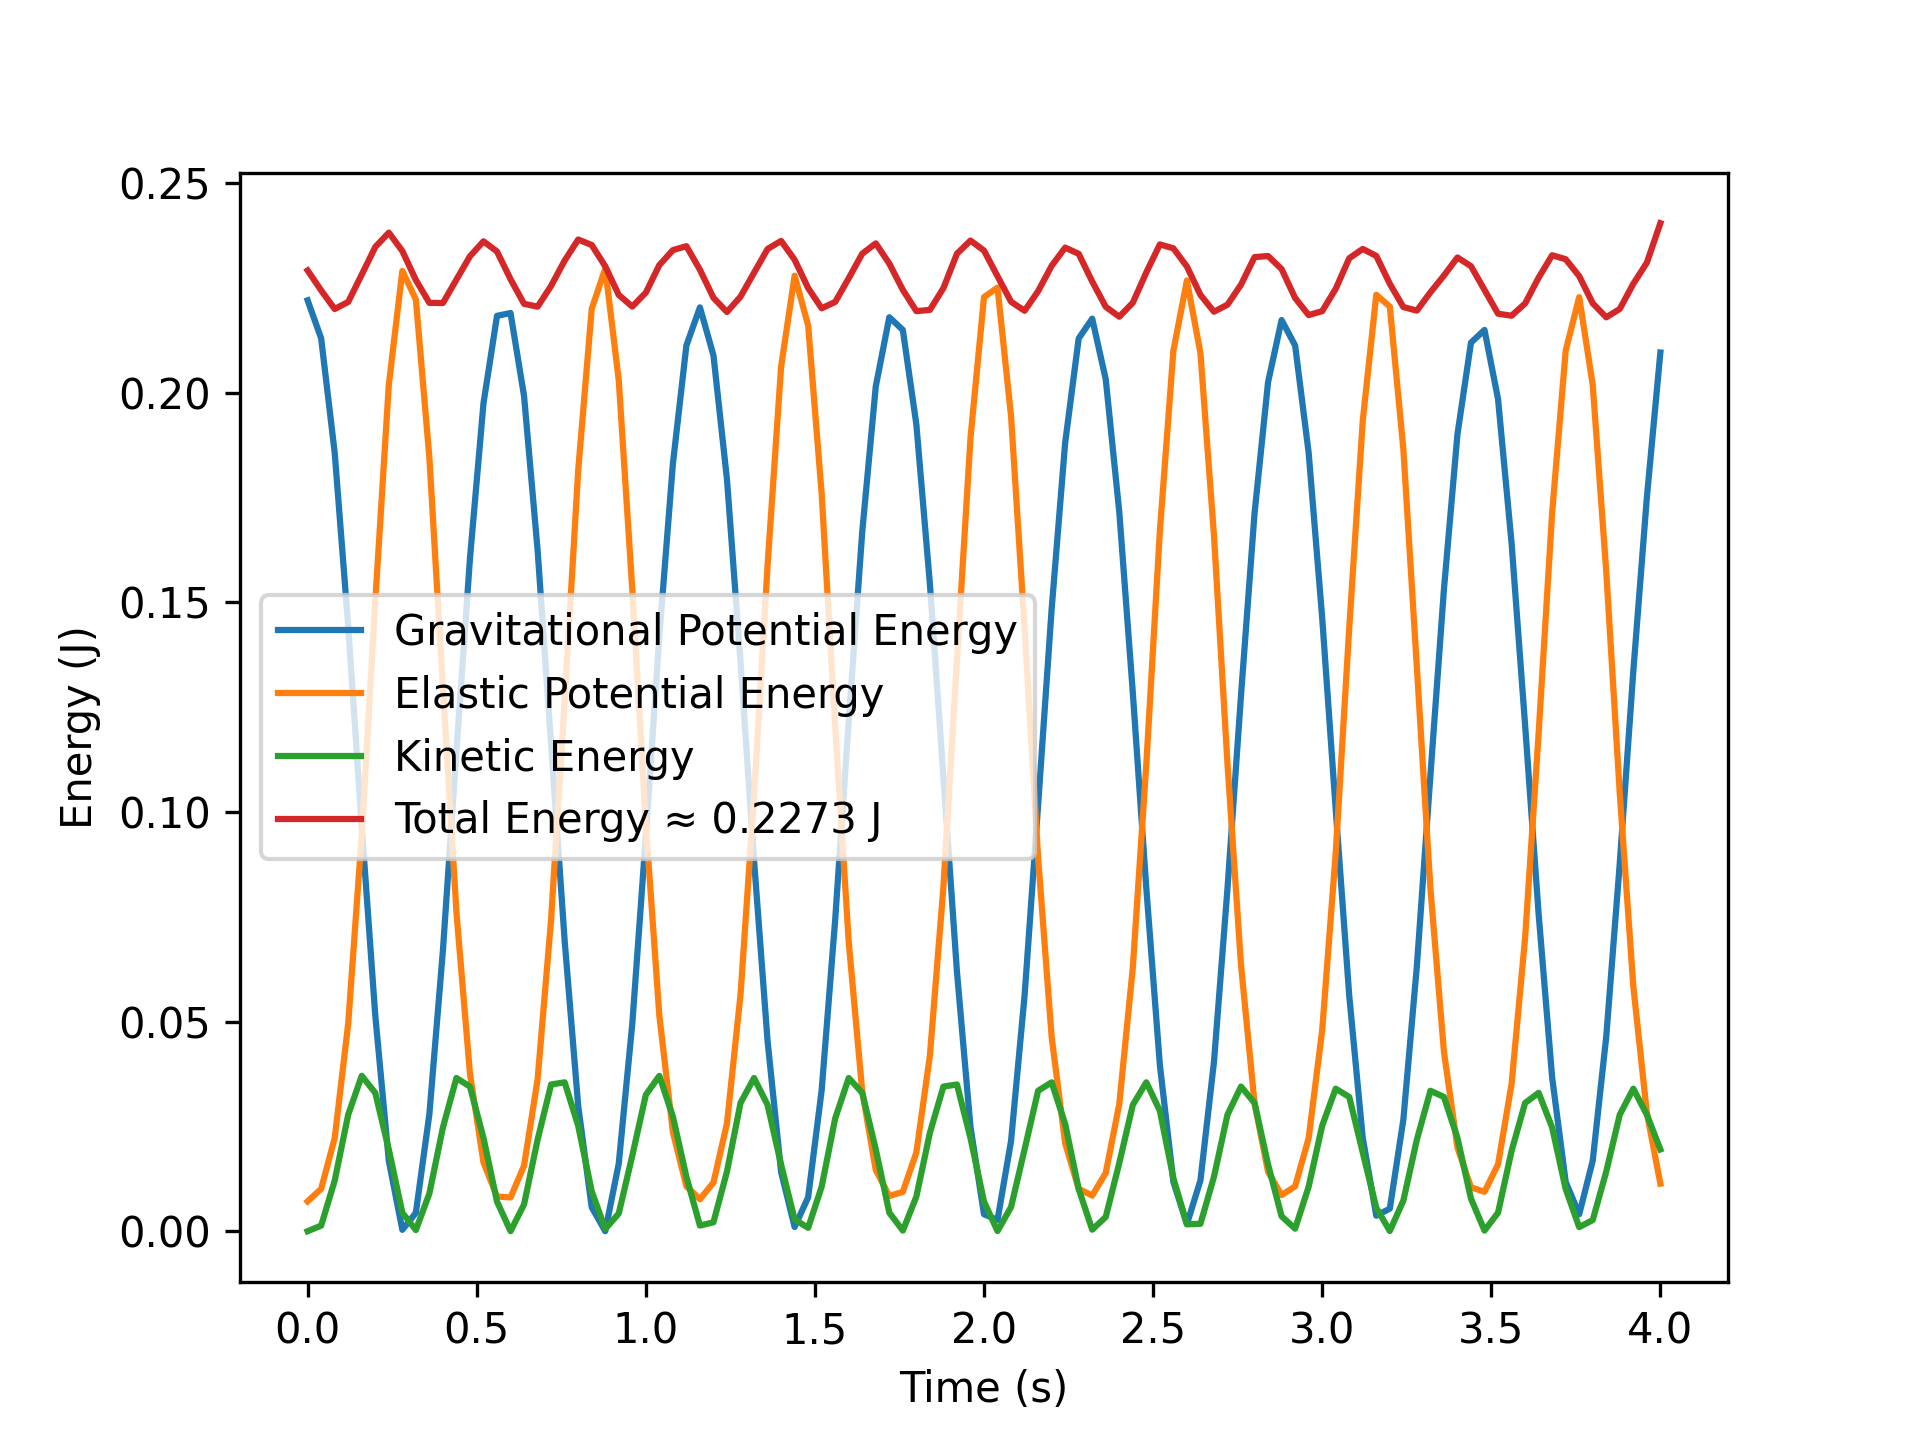 0.25
0.20
0.15
0.10
0.05
0.00
Energy (J)
Gravitational Potential Energy
Elastic Potential Energy
Kinetic Energy
Total Energy ≈ 0.2273 J
0.0 0.5 1.0 1.5 2.0 2.5 3.0 3.5 4.0
Time (s)